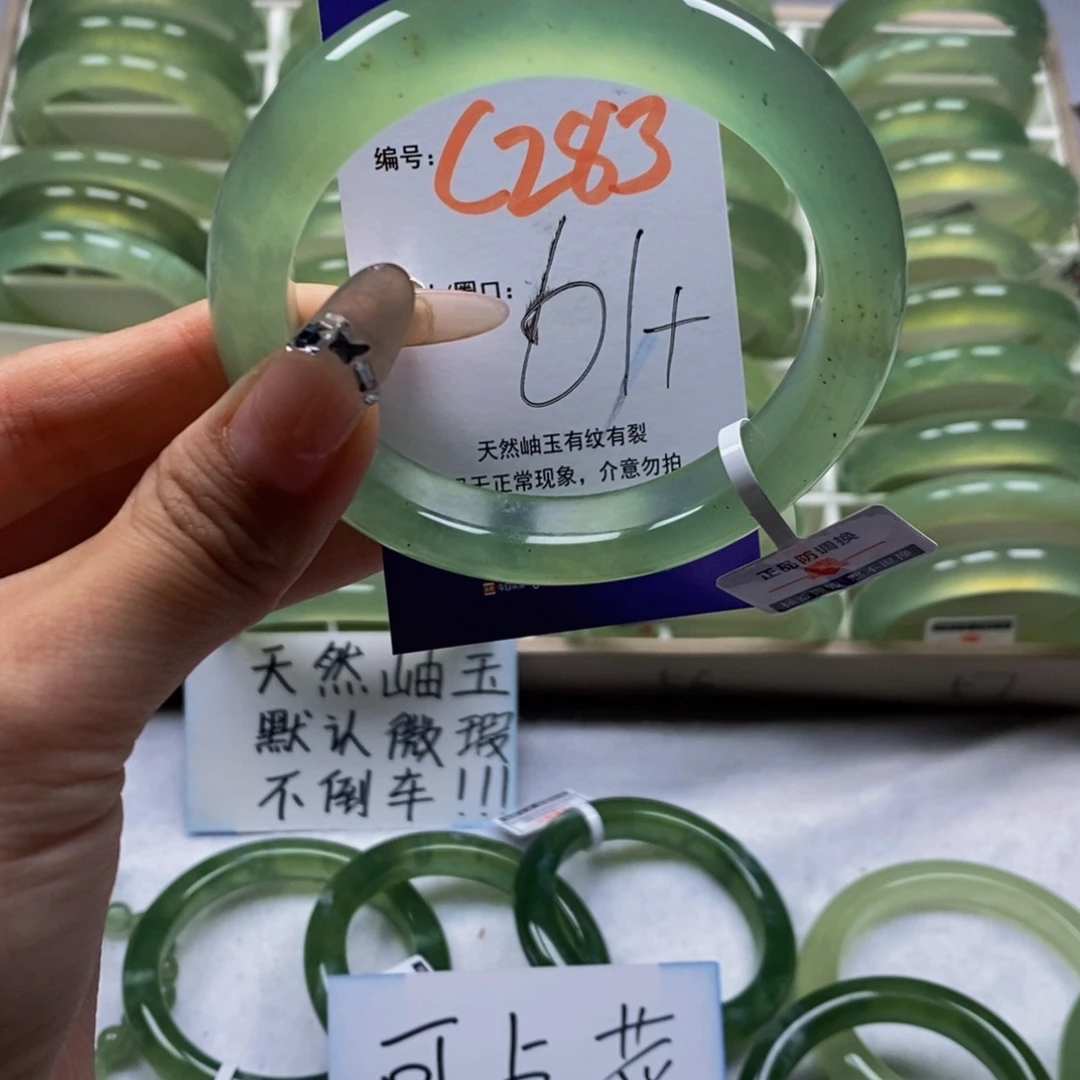 编号: C283
圈口: 61+
天然岫玉有纹有裂
正常现象，介意勿拍
正品防调换
天然岫玉
默认微瑕
不倒车!!!
可上荐